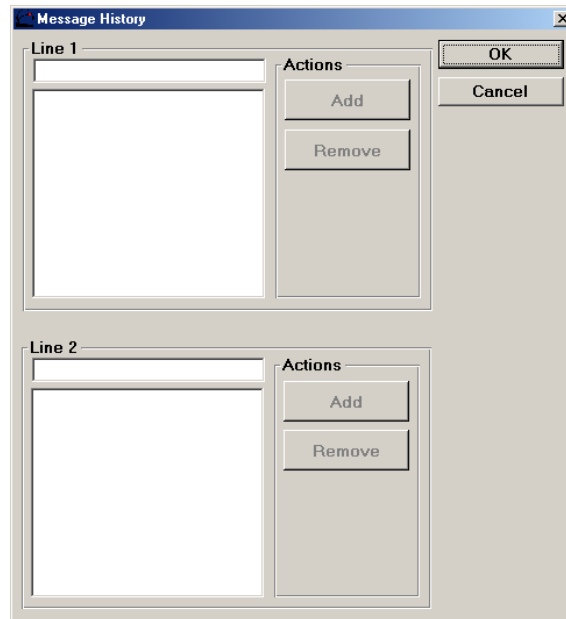 Message History
Line 1
Actions
OK
Add
Cancel
Remove
Line 2
Actions
Add
Remove